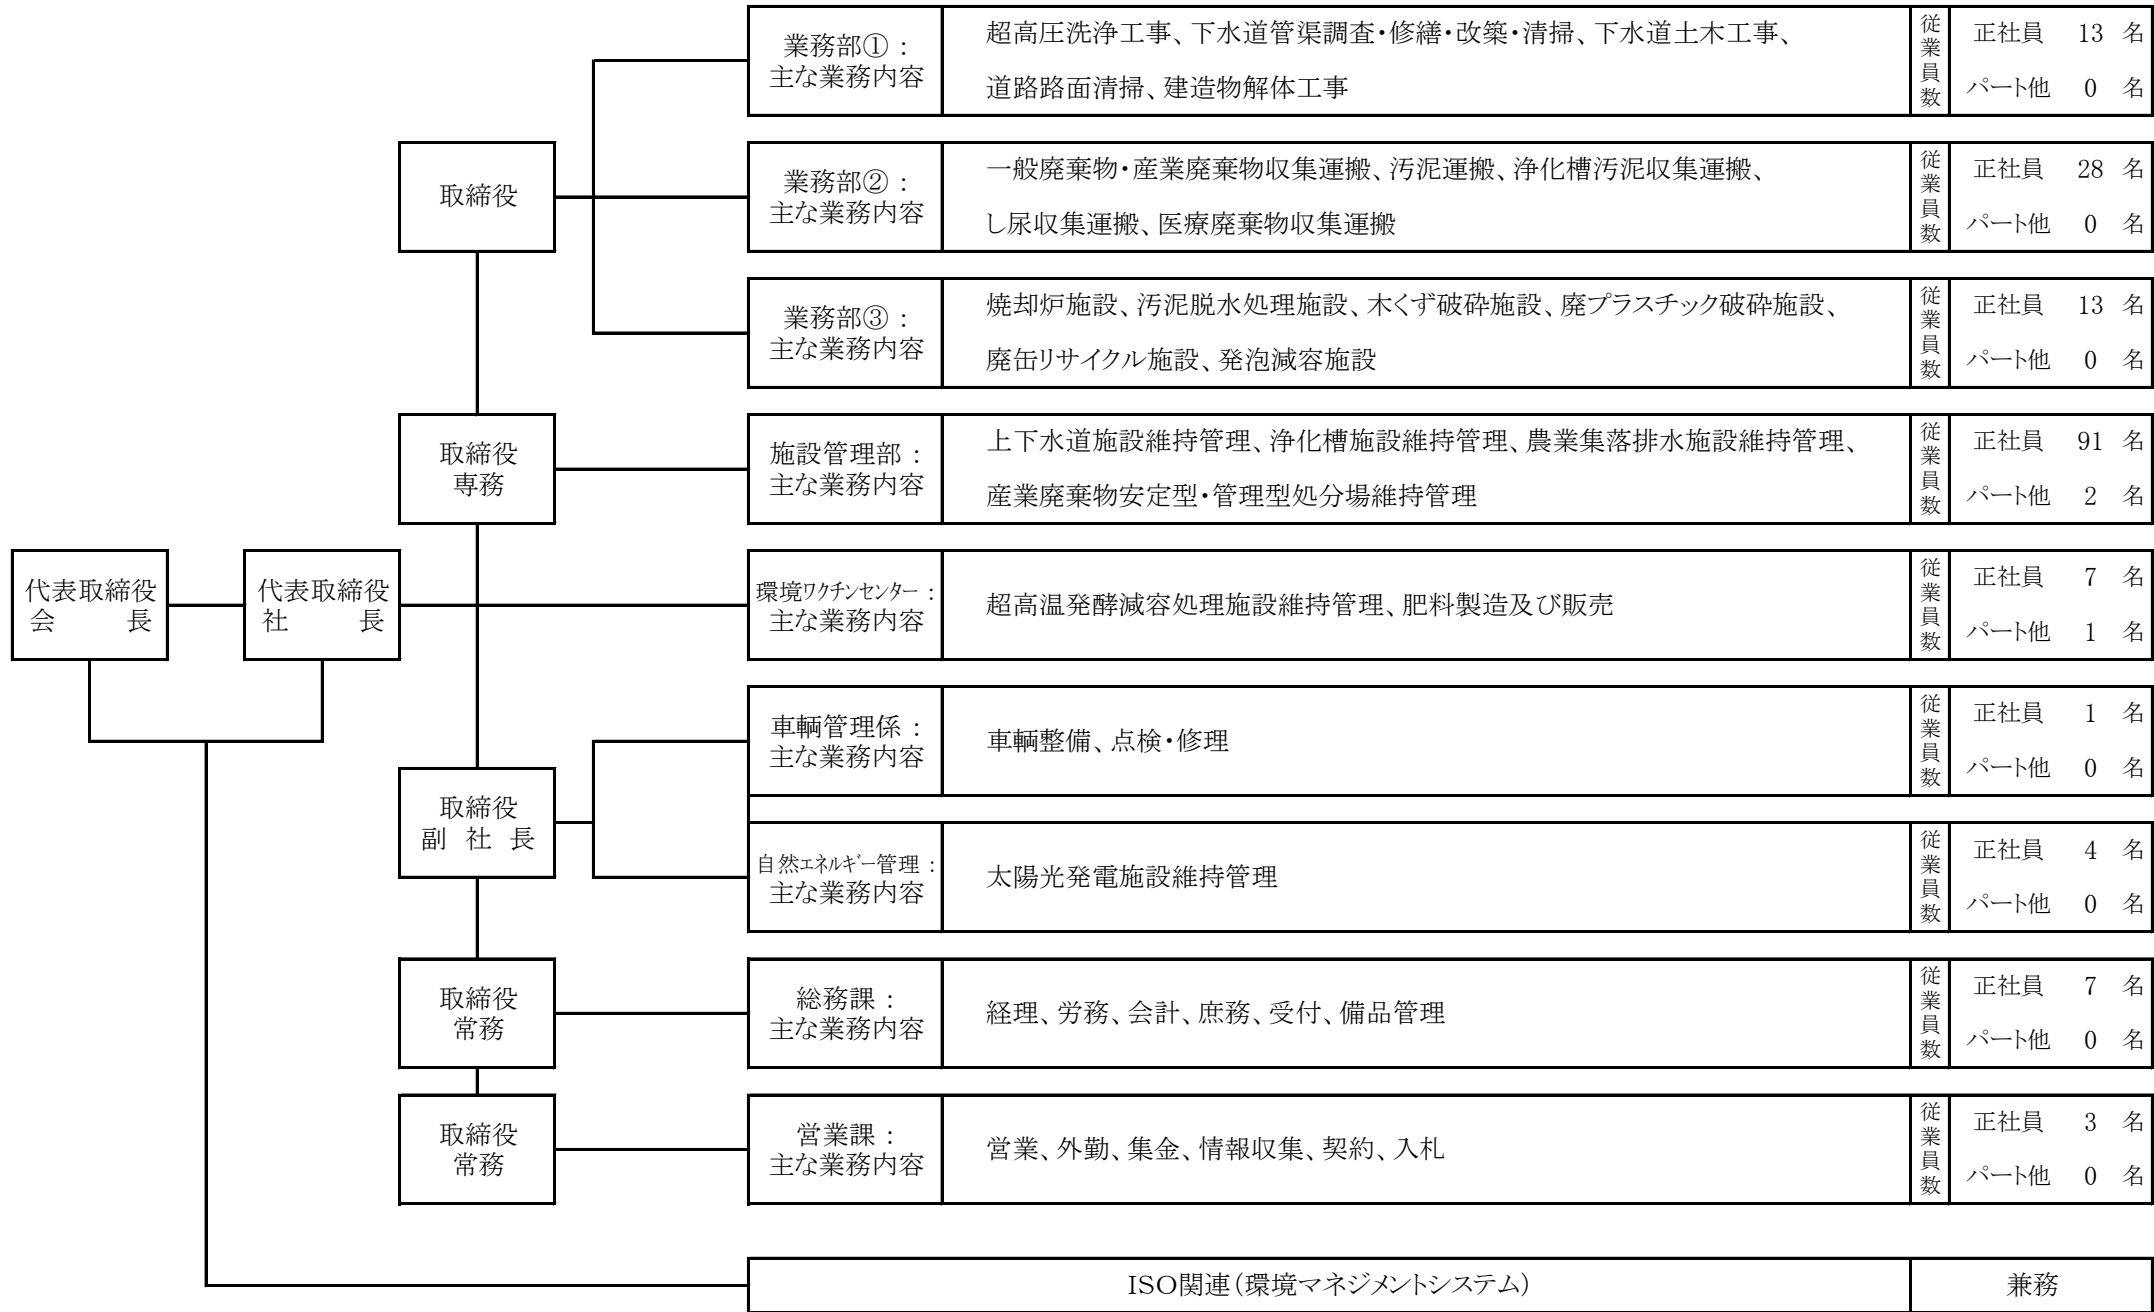 業務部① :
主な業務内容
超高圧洗浄工事、下水道管渠調査・修繕・改築・清掃、下水道土木工事、
道路路面清掃、建造物解体工事
従業員数
正社員 13 名
パート他 0 名
取締役
業務部② :
主な業務内容
一般廃棄物・産業廃棄物収集運搬、汚泥運搬、浄化槽汚泥収集運搬、
し尿収集運搬、医療廃棄物収集運搬
従業員数
正社員 28 名
パート他 0 名
業務部③ :
主な業務内容
焼却炉施設、汚泥脱水処理施設、木くず破砕施設、廃プラスチック破砕施設、
廃缶リサイクル施設、発泡減容施設
従業員数
正社員 13 名
パート他 0 名
取締役
専務
施設管理部 :
主な業務内容
上下水道施設維持管理、浄化槽施設維持管理、農業集落排水施設維持管理、
産業廃棄物安定型・管理型処分場維持管理
従業員数
正社員 91 名
パート他 2 名
代表取締役
会 長
代表取締役
社 長
環境ワクチンセンター :
主な業務内容
超高温発酵減容処理施設維持管理、肥料製造及び販売
従業員数
正社員 7 名
パート他 1 名
車輌管理係 :
主な業務内容
車輌整備、点検・修理
従業員数
正社員 1 名
パート他 0 名
取締役
副 社 長
自然エネルギー管理 :
主な業務内容
太陽光発電施設維持管理
従業員数
正社員 4 名
パート他 0 名
取締役
常務
総務課 :
主な業務内容
経理、労務、会計、庶務、受付、備品管理
従業員数
正社員 7 名
パート他 0 名
取締役
常務
営業課 :
主な業務内容
営業、外勤、集金、情報収集、契約、入札
従業員数
正社員 3 名
パート他 0 名
ISO関連(環境マネジメントシステム)
兼務